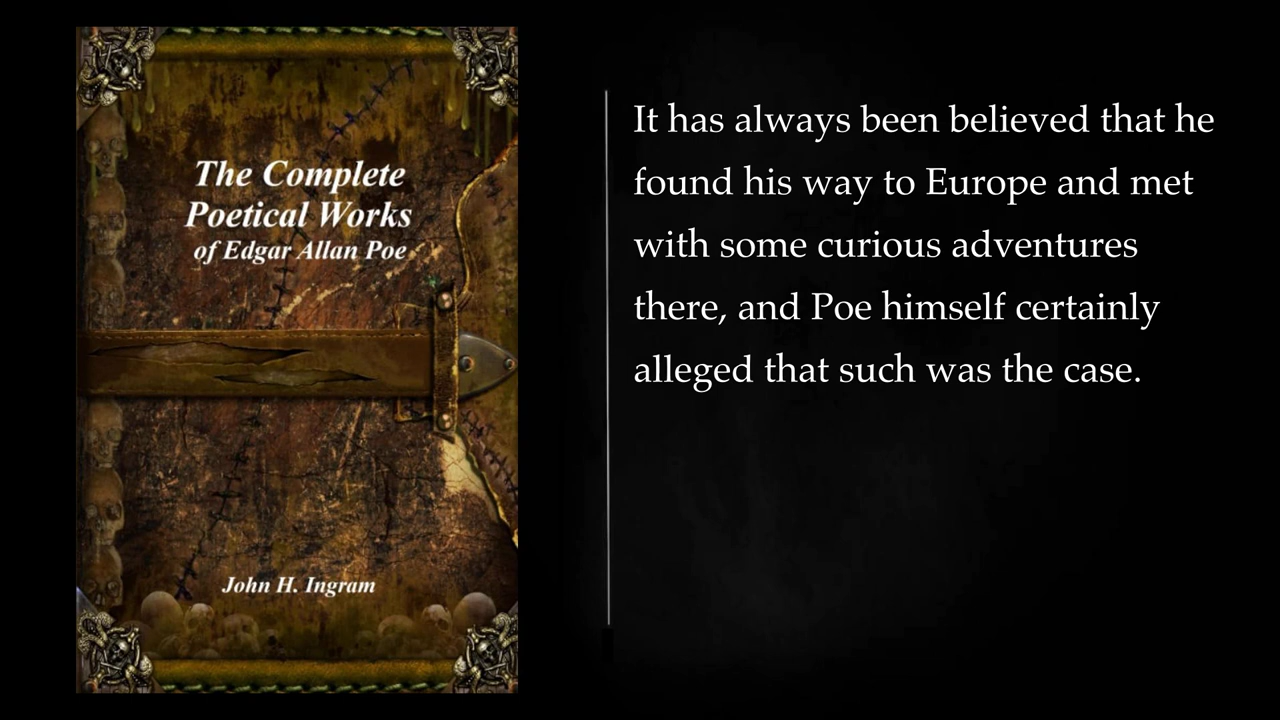 The Complete
Poetical Works
of Edgar Allan Poe
John H. Ingram
It has always been believed that he
found his way to Europe and met
with some curious adventures
there, and Poe himself certainly
alleged that such was the case.